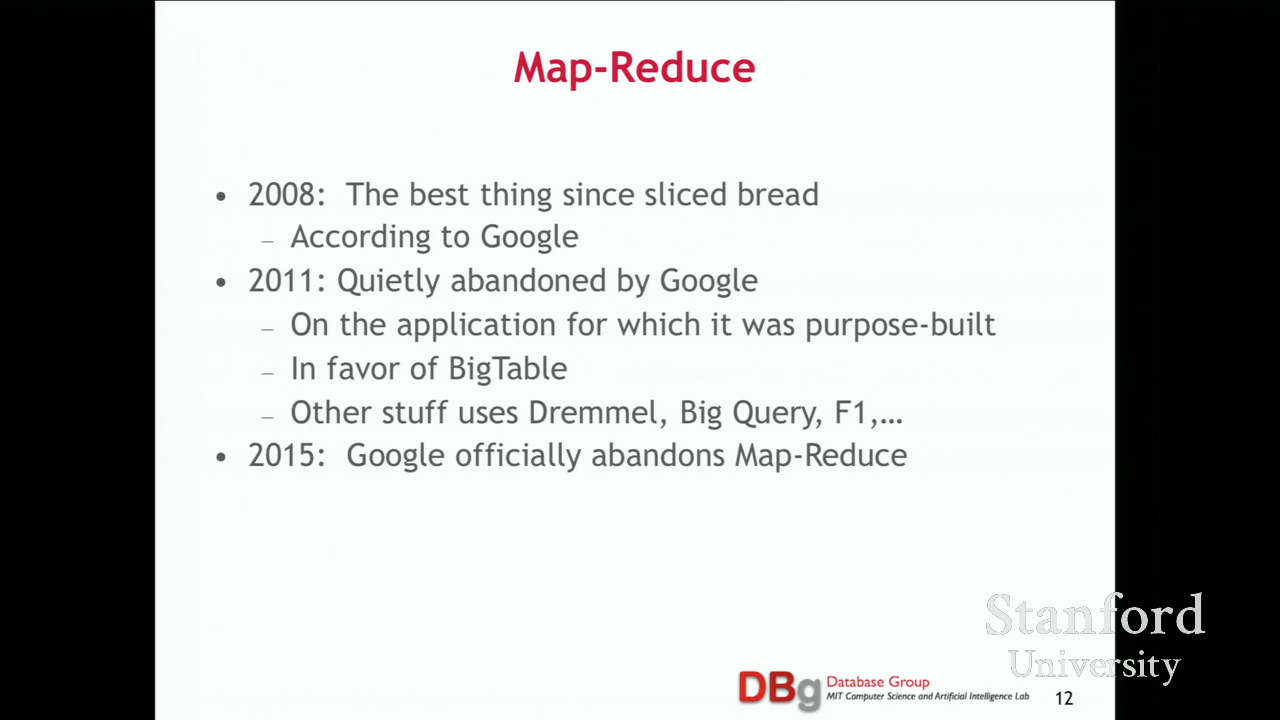 Map-Reduce
• 2008: The best thing since sliced bread
– According to Google
• 2011: Quietly abandoned by Google
– On the application for which it was purpose-built
– In favor of BigTable
– Other stuff uses Dremmel, Big Query, F1,…
• 2015: Google officially abandons Map-Reduce
Stanford
University
DBg
Database Group
MIT Computer Science and Artificial Intelligence Lab
12